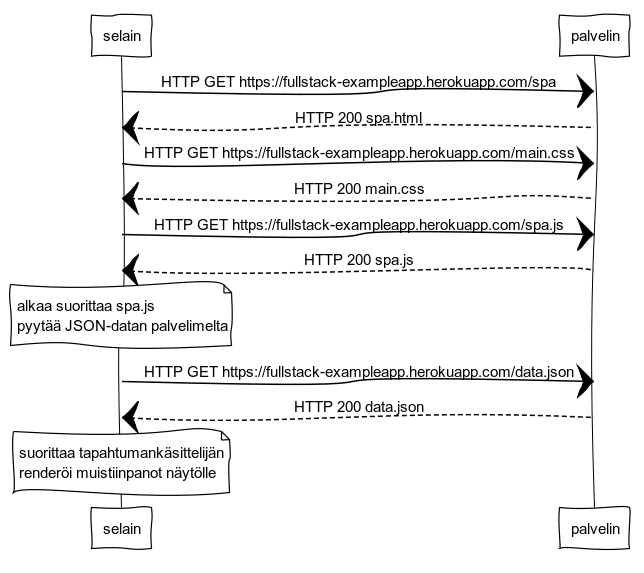 selain
palvelin
HTTP GET https://fullstack-exampleapp.herokuapp.com/spa
HTTP 200 spa.html
HTTP GET https://fullstack-exampleapp.herokuapp.com/main.css
HTTP 200 main.css
HTTP GET https://fullstack-exampleapp.herokuapp.com/spa.js
HTTP 200 spa.js
alkaa suorittaa spa.js
pyytää JSON-datan palvelimelta
HTTP GET https://fullstack-exampleapp.herokuapp.com/data.json
HTTP 200 data.json
suorittaa tapahtumankäsittelijän
renderöi muistiinpanot näytölle
selain
palvelin